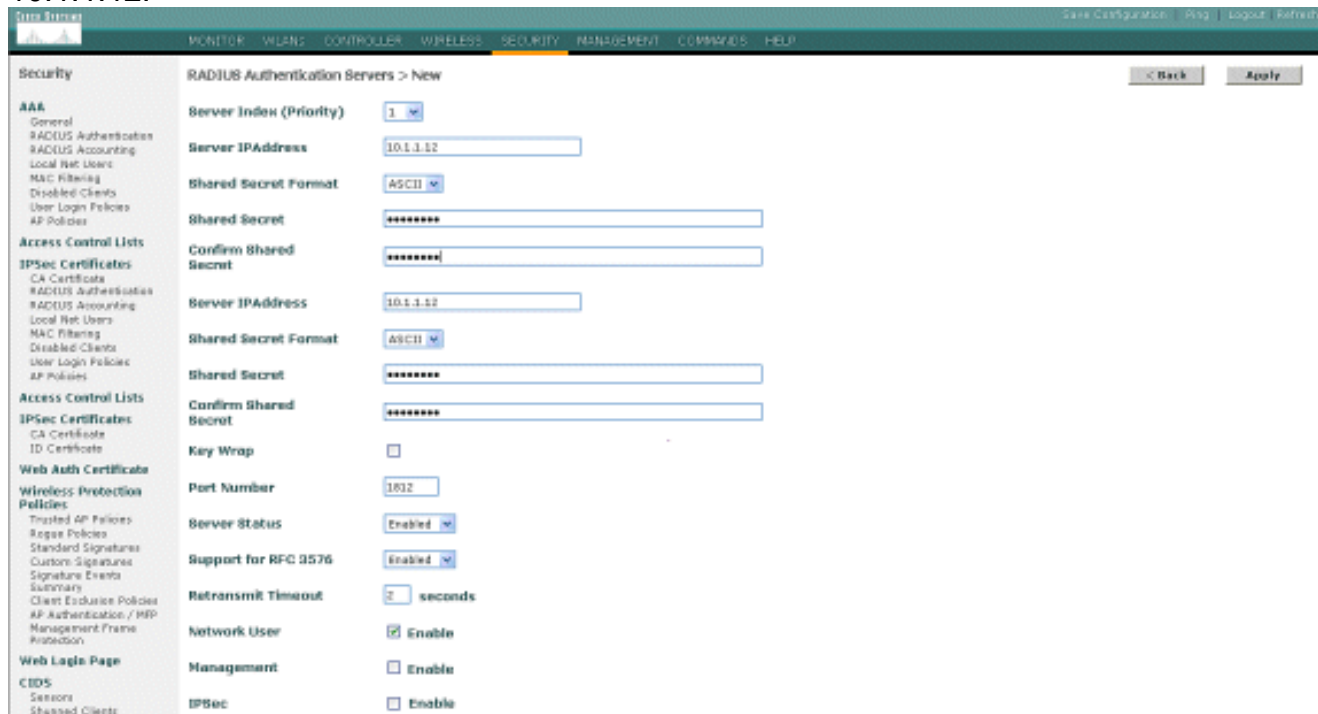 Cisco Systems
Save Configuration | Ping | Logout | Refresh
MONITOR WLANs CONTROLLER WIRELESS SECURITY MANAGEMENT COMMANDS HELP
Security
RADIUS Authentication Servers > New
< Back
Apply
AAA
General
RADIUS Authentication
RADIUS Accounting
Local Net Users
MAC Filtering
Disabled Clients
User Login Policies
AP Policies
Access Control Lists
IPSec Certificates
CA Certificate
RADIUS Authentication
RADIUS Accounting
Local Net Users
MAC Filtering
Disabled Clients
User Login Policies
AP Policies
Access Control Lists
IPSec Certificates
CA Certificate
ID Certificate
Web Auth Certificate
Wireless Protection
Policies
Trusted AP Policies
Rogue Policies
Standard Signatures
Custom Signatures
Signature Events
Summary
Client Exclusion Policies
AP Authentication / MFP
Management Frame
Protection
Web Login Page
CIDS
Sensors
Shunned Clients
Server Index (Priority) 1
Server IPAddress 10.1.1.12
Shared Secret Format ASCII
Shared Secret ••••••••
Confirm Shared
Secret ••••••••
Server IPAddress 10.1.1.12
Shared Secret Format ASCII
Shared Secret ••••••••
Confirm Shared
Secret ••••••••
Key Wrap
Port Number 1812
Server Status Enabled
Support for RFC 3576 Enabled
Retransmit Timeout 2 seconds
Network User Enable
Management Enable
IPSec Enable